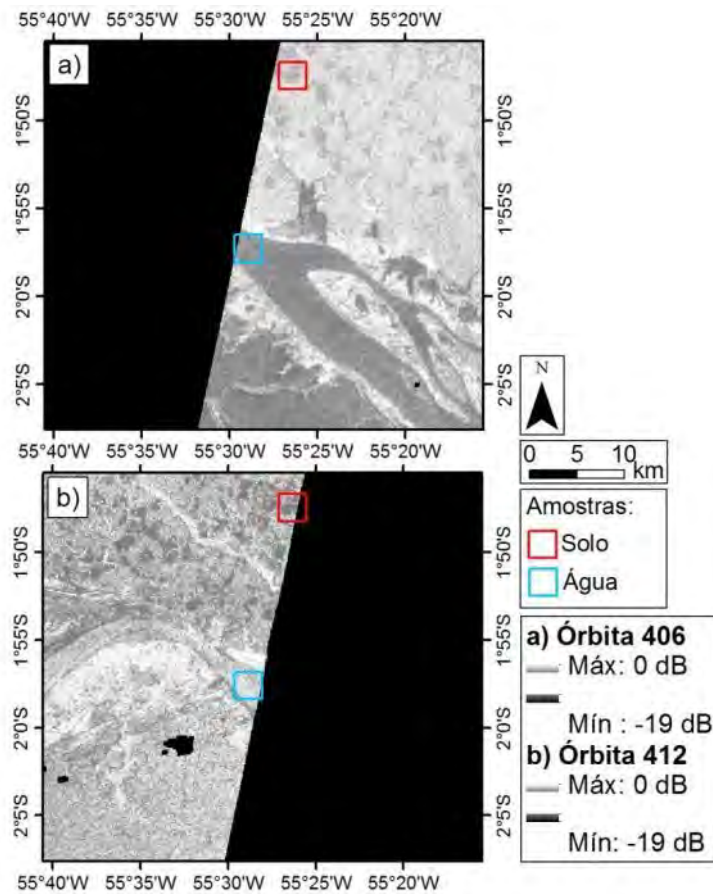 55°40'W 55°35'W 55°30'W 55°25'W 55°20'W
a)
1°50'S 1°50'S
1°55'S 1°55'S
2°0'S 2°0'S
2°5'S 2°5'S
55°40'W 55°35'W 55°30'W 55°25'W 55°20'W
b)
1°50'S 1°50'S
1°55'S 1°55'S
2°0'S 2°0'S
2°5'S 2°5'S
55°40'W 55°35'W 55°30'W 55°25'W 55°20'W
N
0 5 10
km
Amostras:
Solo
Água
a) Órbita 406
Máx: 0 dB
Mín : -19 dB
b) Órbita 412
Máx: 0 dB
Mín: -19 dB